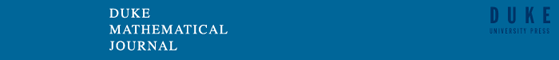 DUKE
MATHEMATICAL
JOURNAL
DUKE
UNIVERSITY PRESS